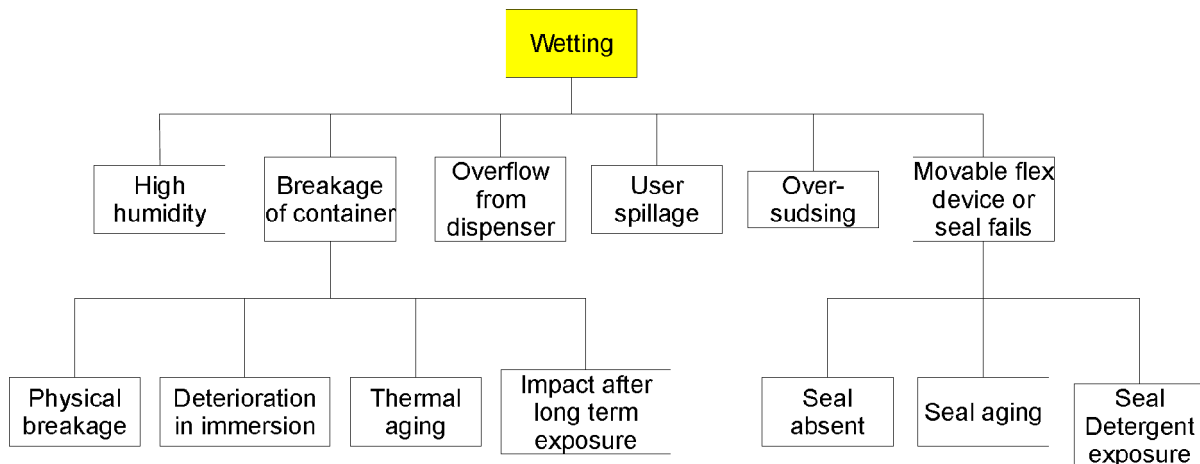 Wetting
High
humidity
Breakage
of container
Overflow
from
dispenser
User
spillage
Over-
sudsing
Movable flex
device or
seal fails
Physical
breakage
Deterioration
in immersion
Thermal
aging
Impact after
long term
exposure
Seal
absent
Seal aging
Seal
Detergent
exposure